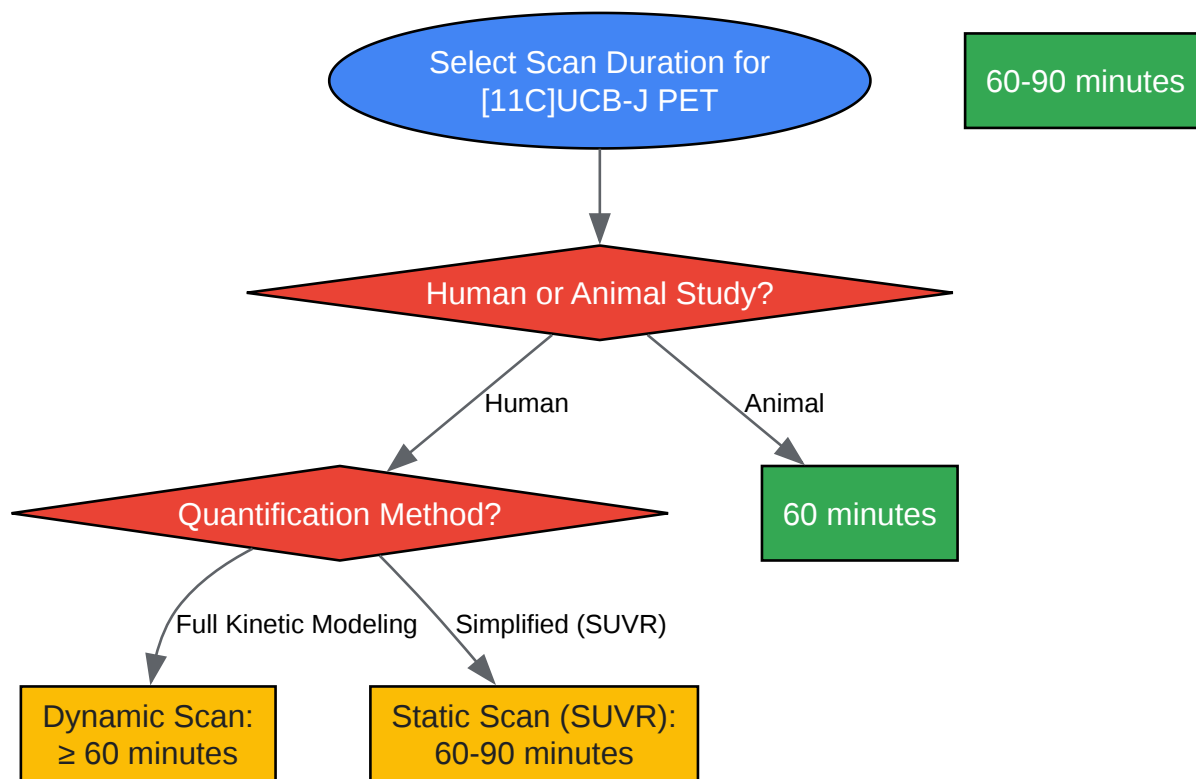 Select Scan Duration for
[11C]UCB-J PET
60-90 minutes
Human or Animal Study?
Human
Animal
Quantification Method?
60 minutes
Full Kinetic Modeling
Simplified (SUVR)
Dynamic Scan:
≥ 60 minutes
Static Scan (SUVR):
60-90 minutes